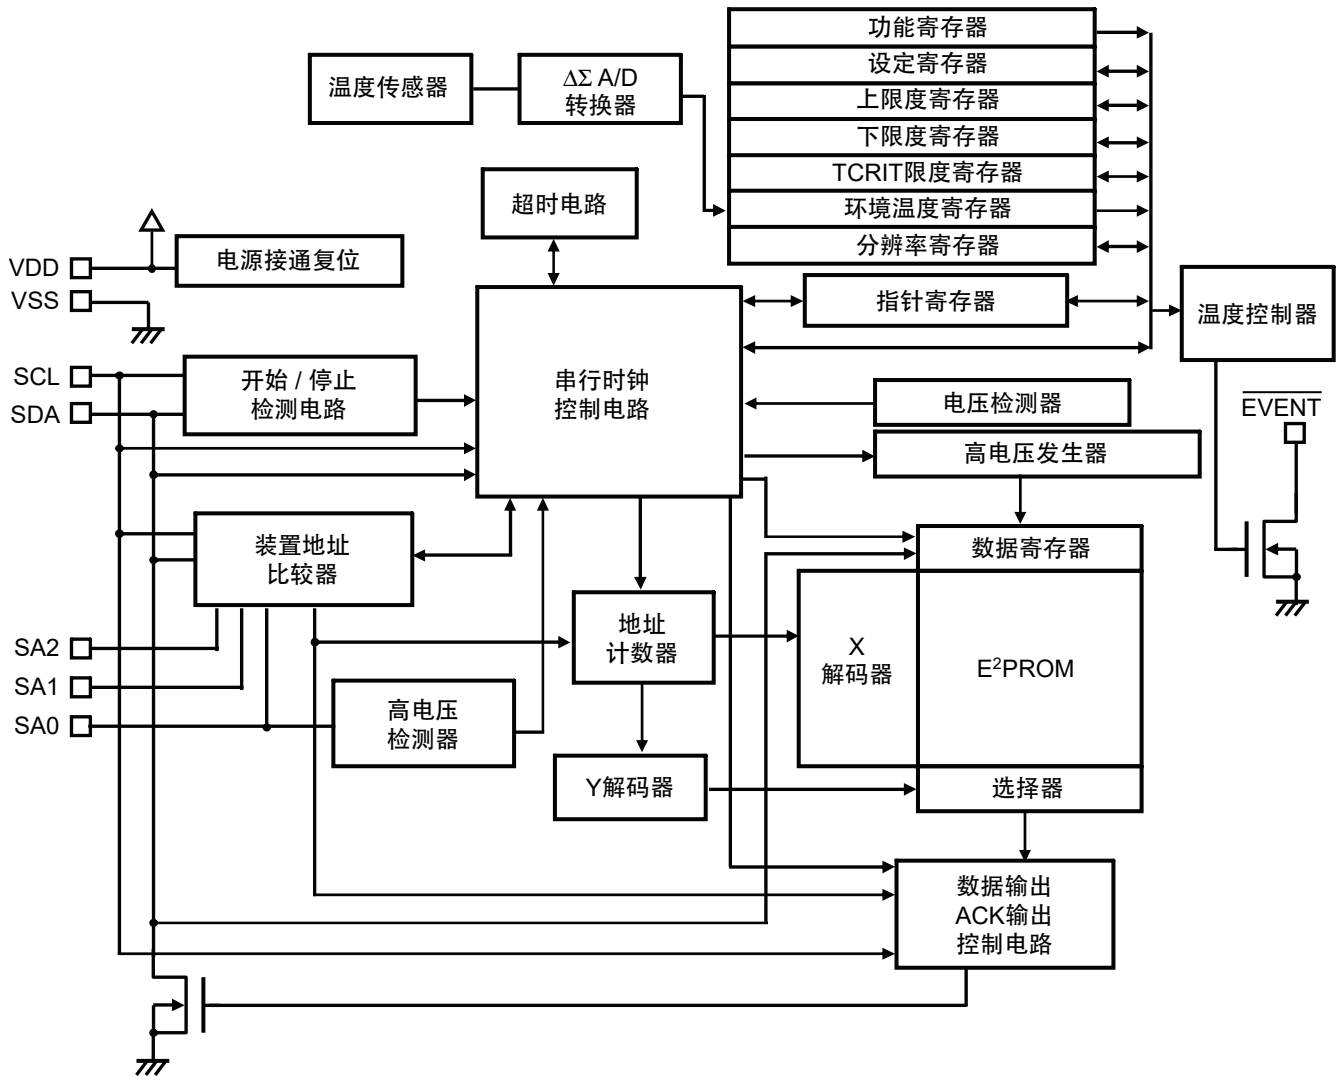 功能寄存器
设定寄存器
上限度寄存器
下限度寄存器
TCRIT限度寄存器
环境温度寄存器
分辨率寄存器
温度传感器
ΔΣ A/D
转换器
超时电路
电源接通复位
VDD
VSS
指针寄存器
温度控制器
SCL
SDA
开始 / 停止
检测电路
串行时钟
控制电路
电压检测器
高电压发生器
EVENT
装置地址
比较器
数据寄存器
地址
计数器
X
解码器
E²PROM
SA2
SA1
SA0
高电压
检测器
Y解码器
选择器
数据输出
ACK输出
控制电路